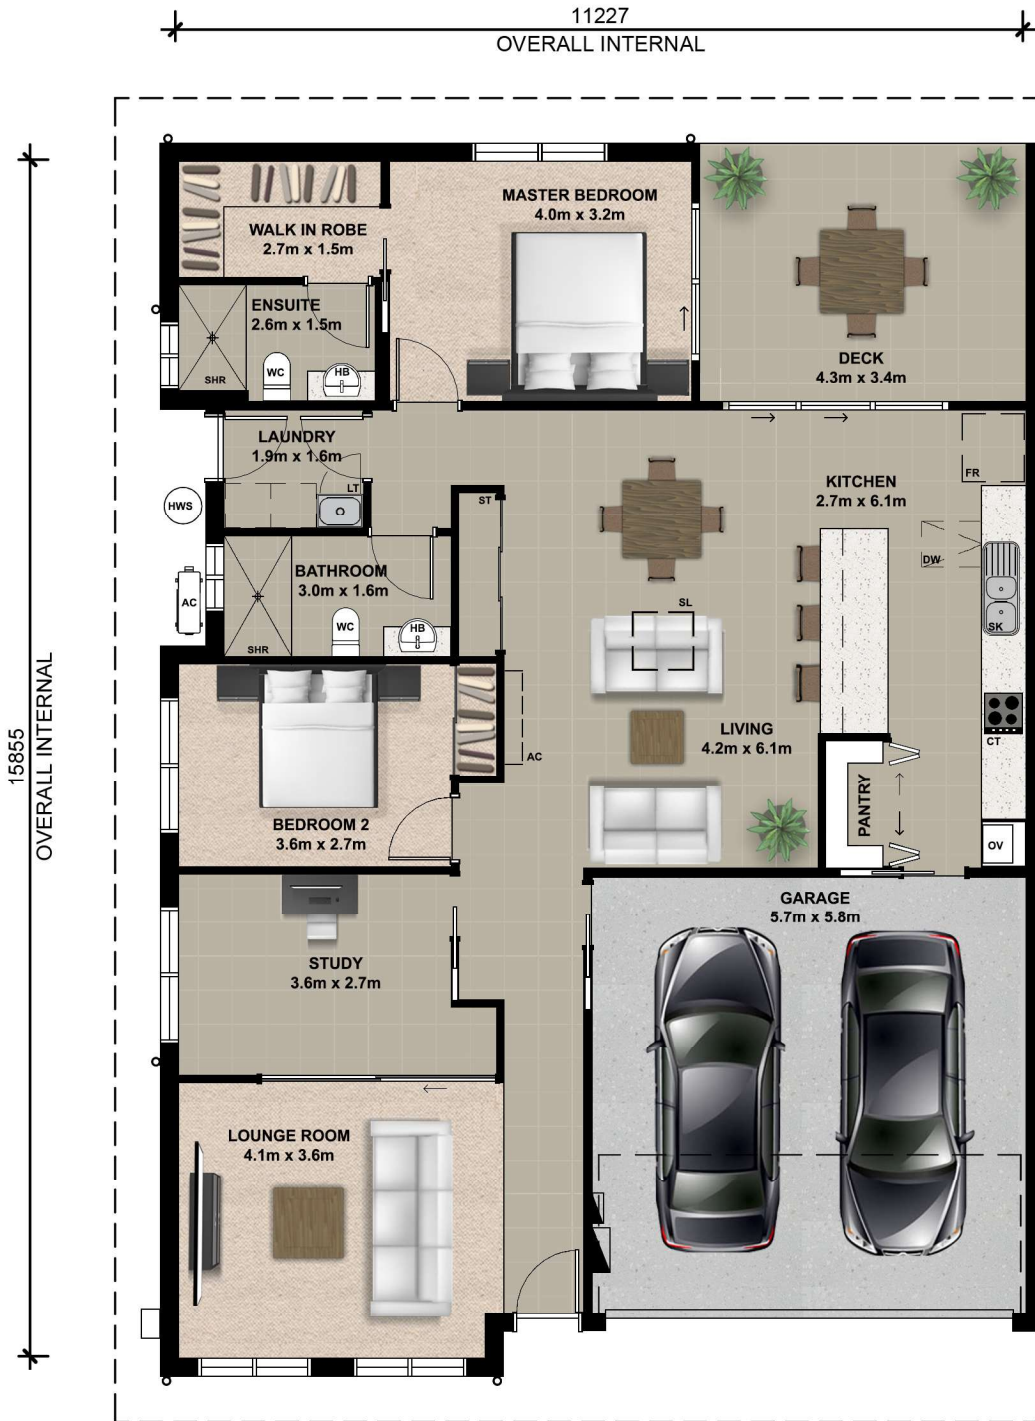 11227
OVERALL INTERNAL
15855
OVERALL INTERNAL
MASTER BEDROOM
4.0m x 3.2m
WALK IN ROBE
2.7m x 1.5m
ENSUITE
2.6m x 1.5m
SHR
WC
HB
DECK
4.3m x 3.4m
LAUNDRY
1.9m x 1.6m
LT
HWS
ST
KITCHEN
2.7m x 6.1m
FR
DW
SK
CT
OV
BATHROOM
3.0m x 1.6m
SHR
WC
HB
AC
SL
LIVING
4.2m x 6.1m
AC
PANTRY
BEDROOM 2
3.6m x 2.7m
STUDY
3.6m x 2.7m
GARAGE
5.7m x 5.8m
LOUNGE ROOM
4.1m x 3.6m